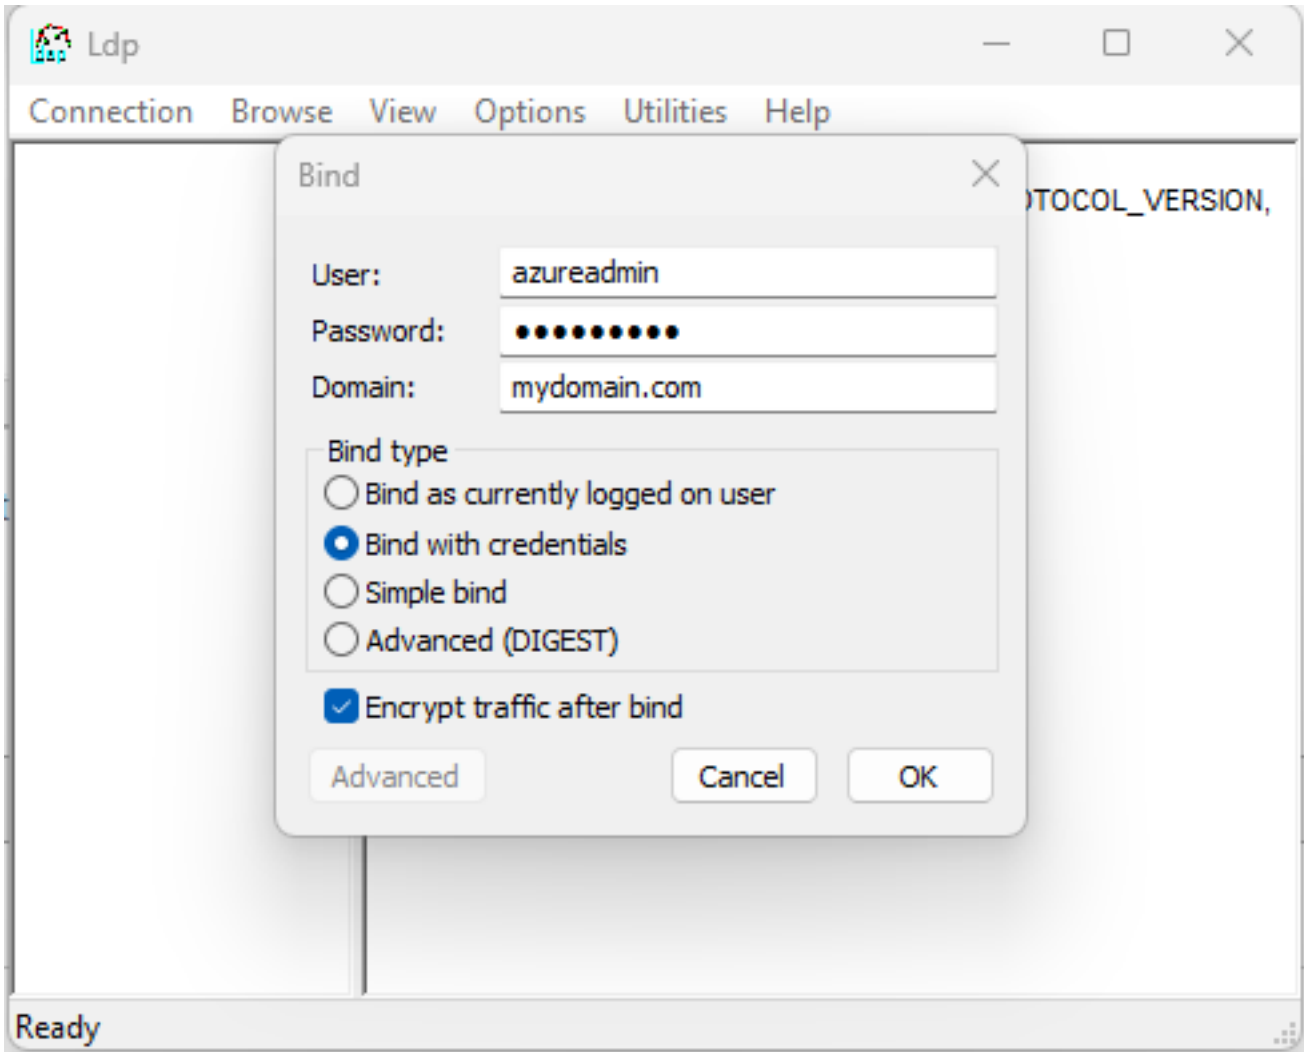 Ldp
Connection Browse View Options Utilities Help
Bind
OTOCOL_VERSION,
User: azureadmin
Password: •••••••••
Domain: mydomain.com
Bind type
Bind as currently logged on user
Bind with credentials
Simple bind
Advanced (DIGEST)
Encrypt traffic after bind
Advanced Cancel OK
Ready